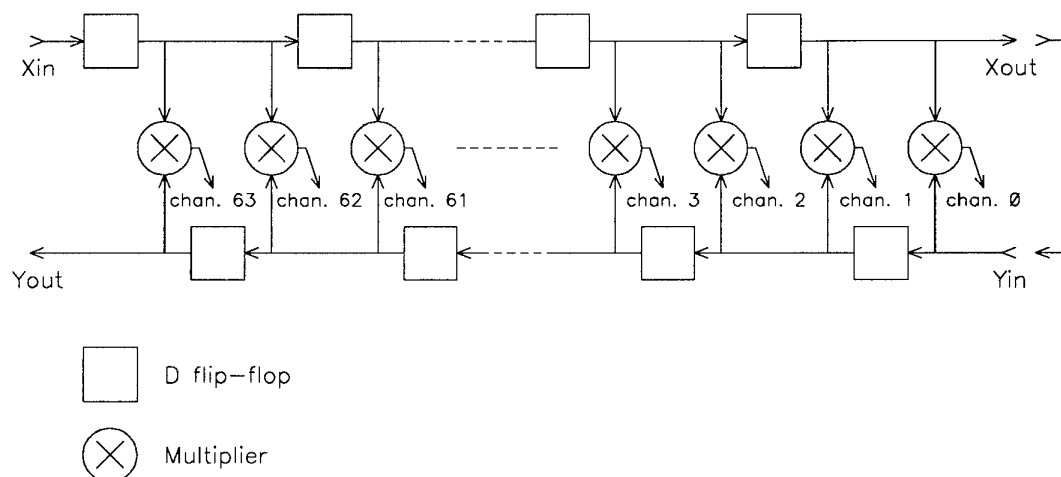 Xin
Xout
chan. 63
chan. 62
chan. 61
chan. 3
chan. 2
chan. 1
chan. 0
Yout
Yin
D flip-flop
Multiplier